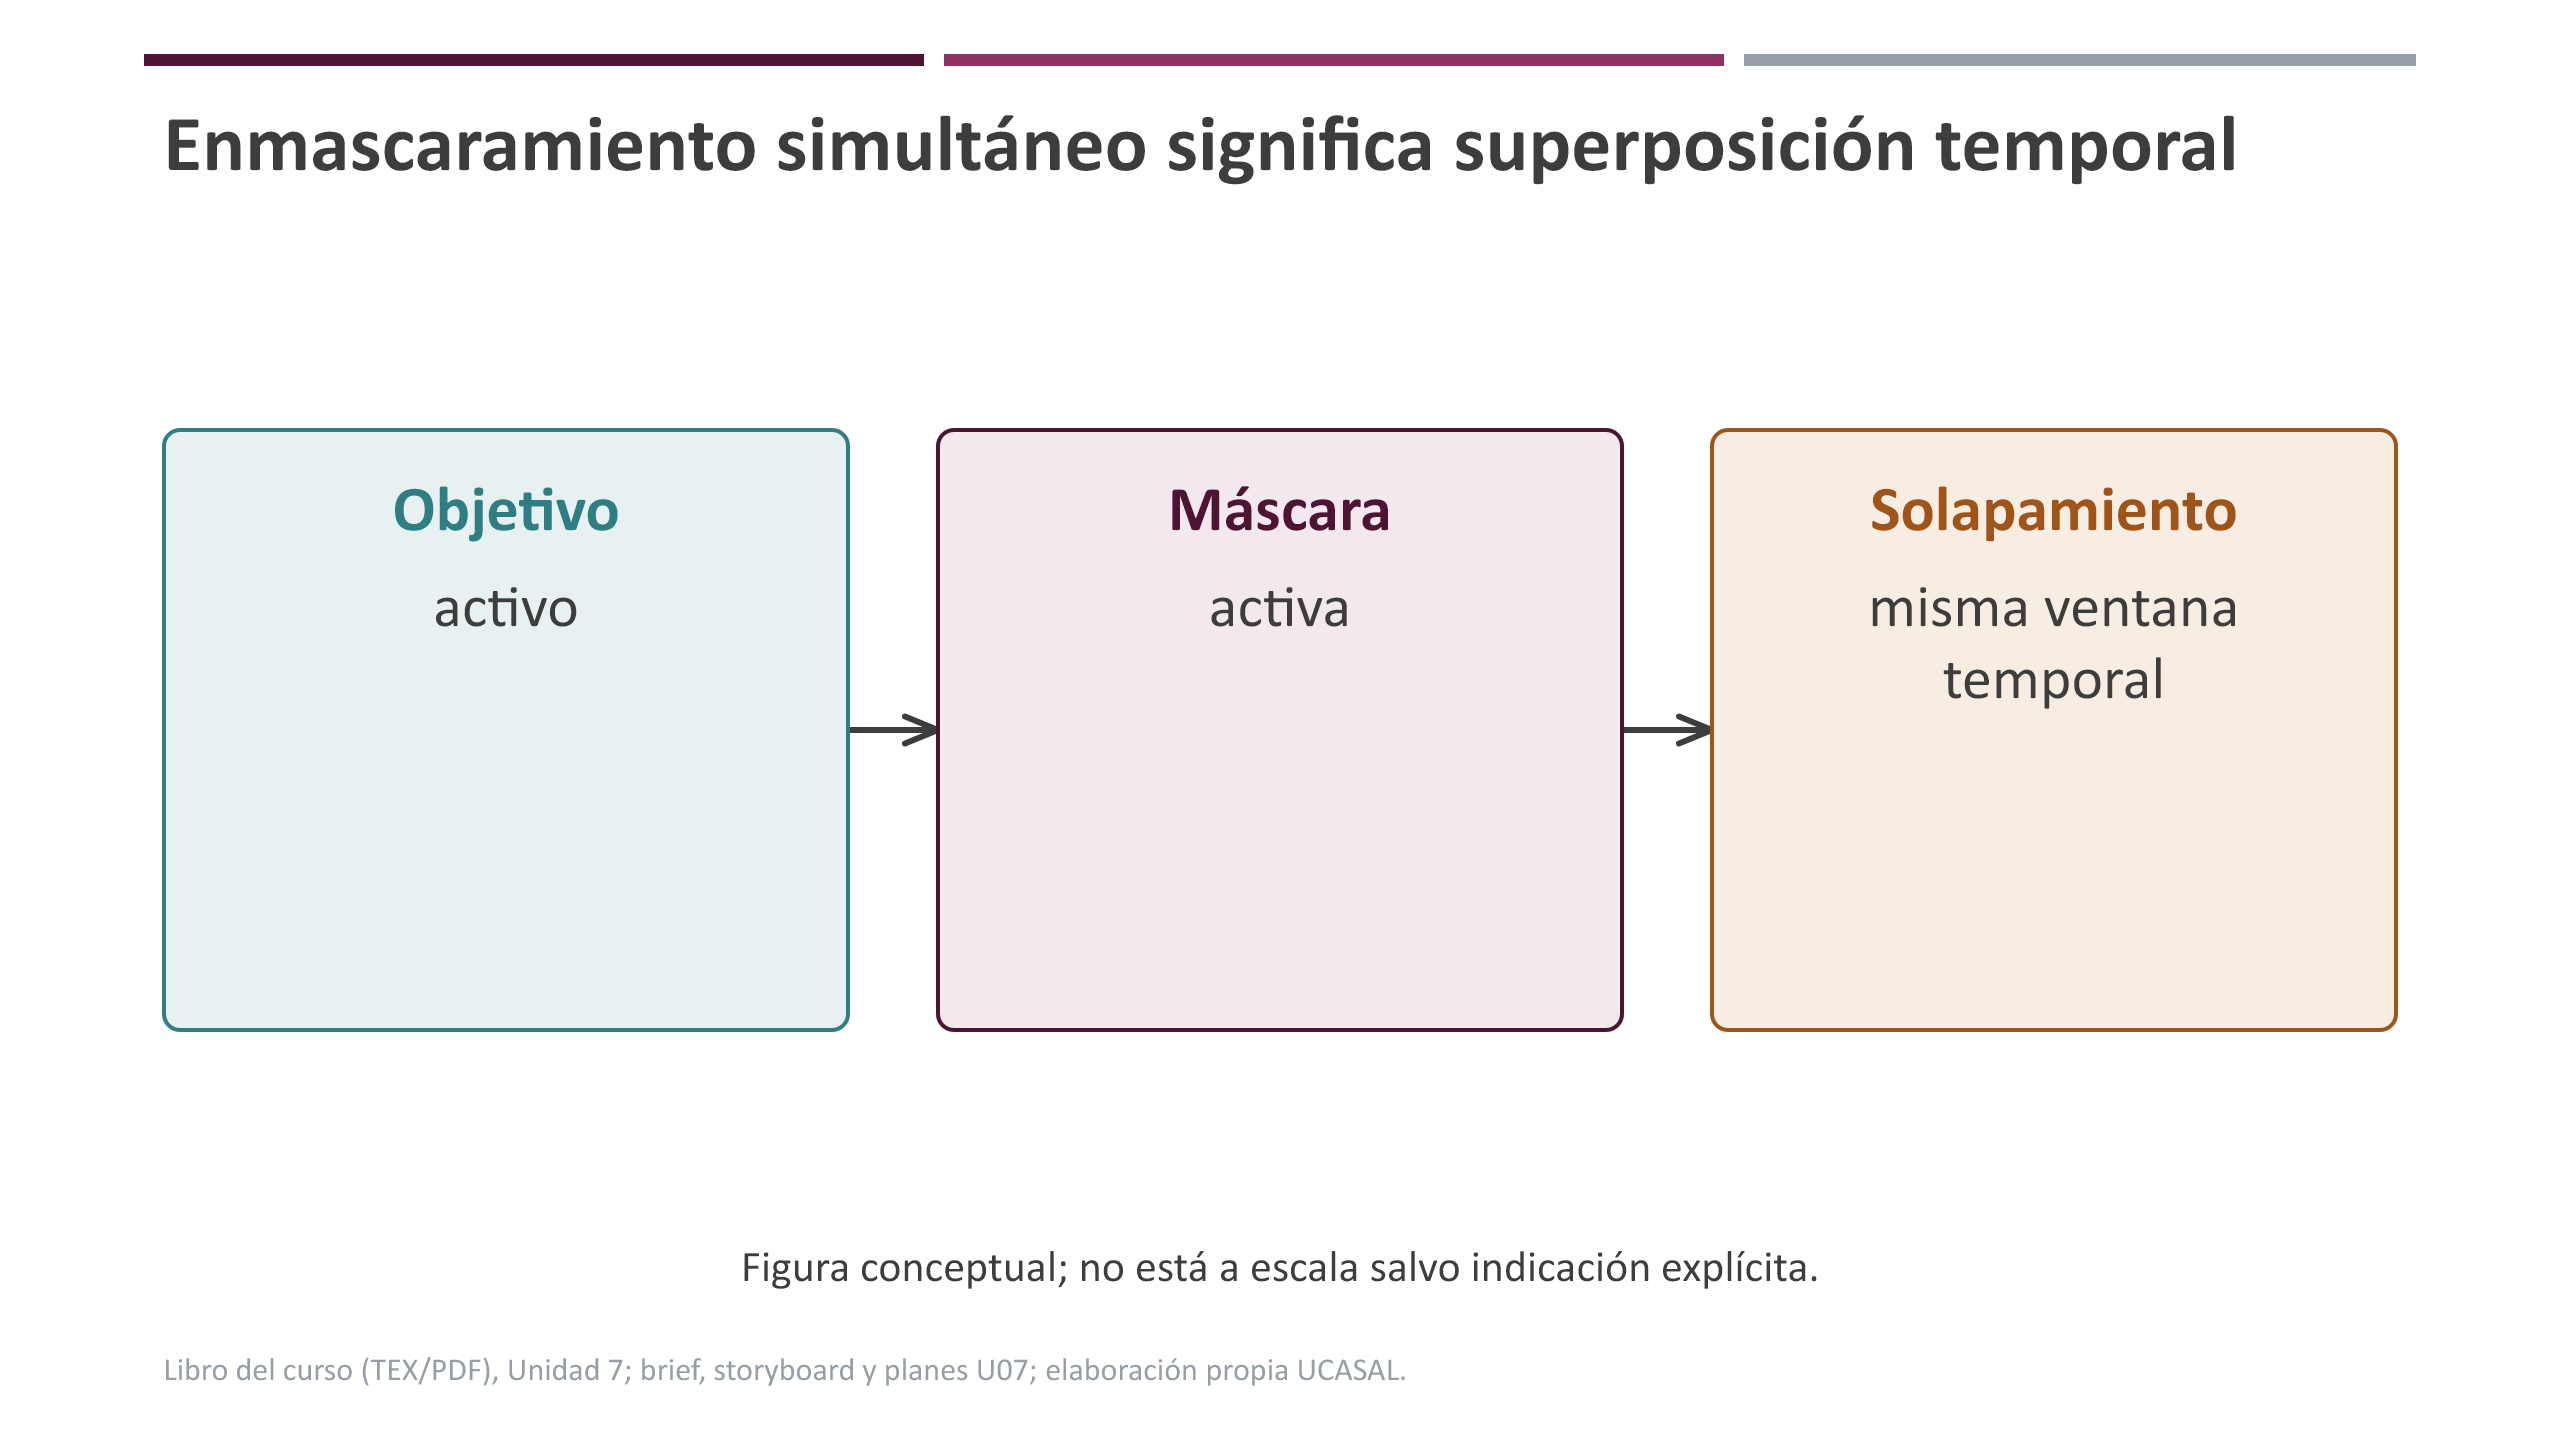 Enmascaramiento simultáneo significa superposición temporal
Objetivo
activo
Máscara
activa
Solapamiento
misma ventana
temporal
Figura conceptual; no está a escala salvo indicación explícita.
Libro del curso (TEX/PDF), Unidad 7; brief, storyboard y planes U07; elaboración propia UCASAL.